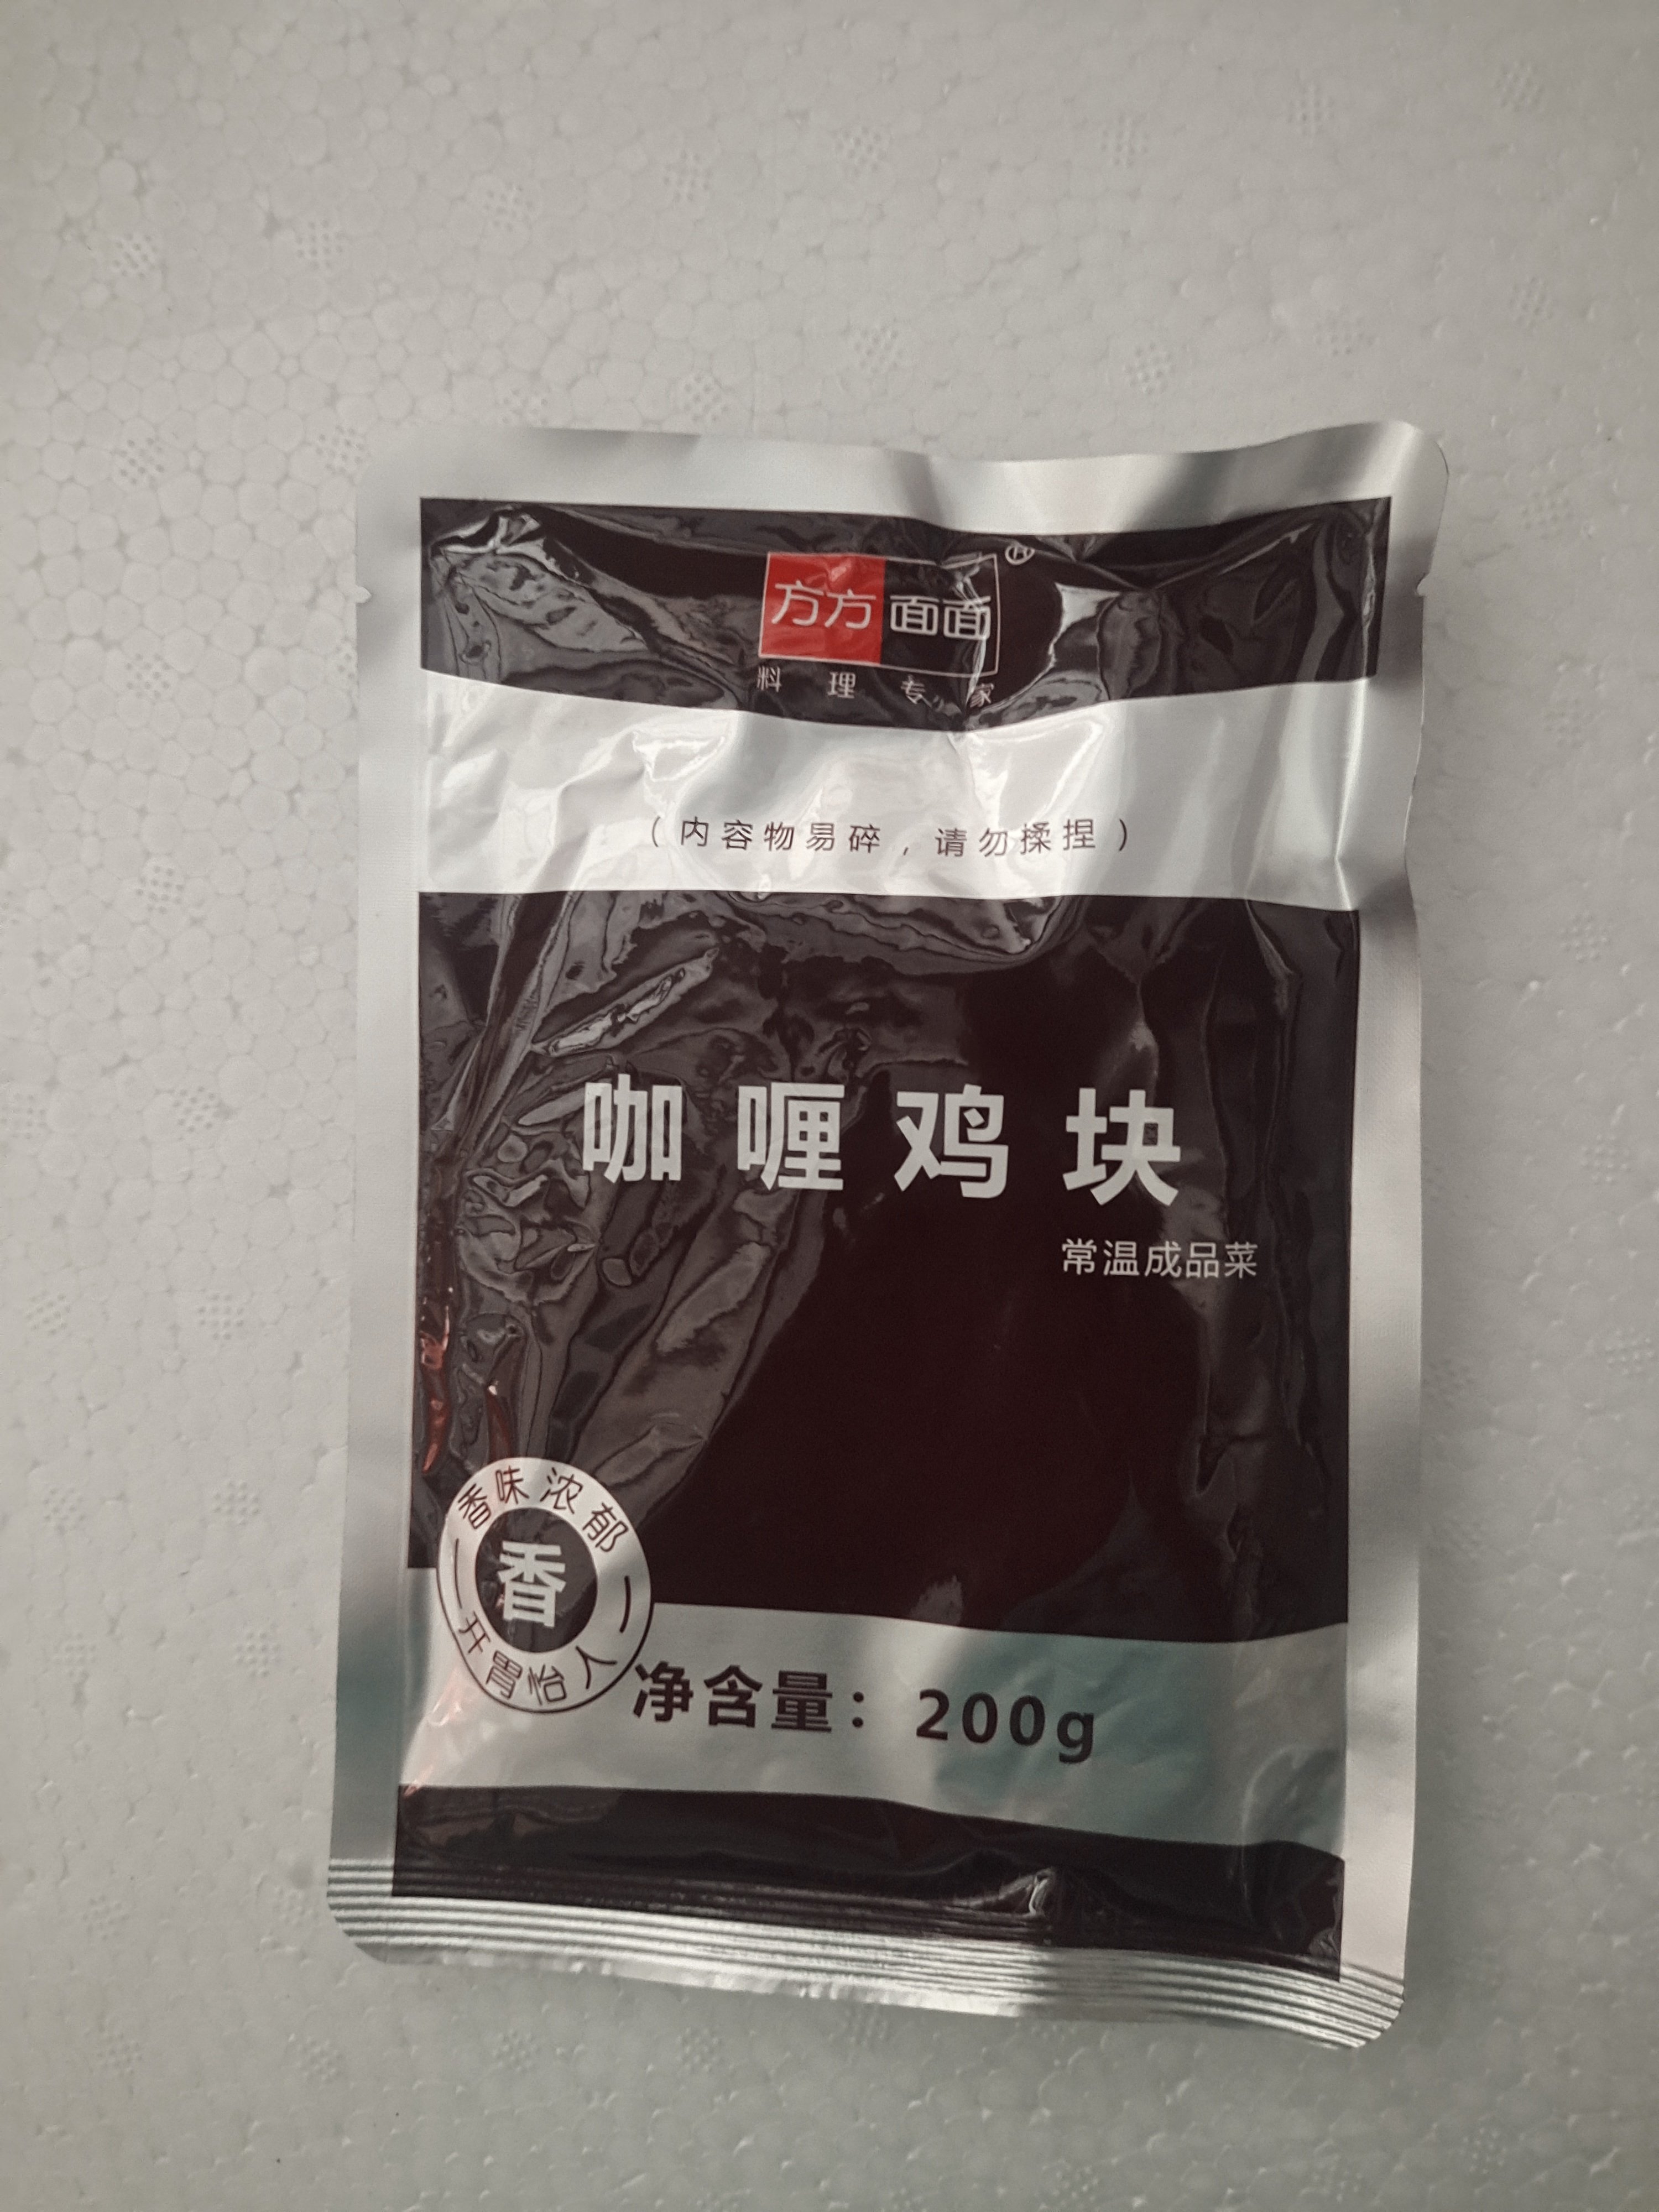 方方面面®
料理专家
（内容物易碎，请勿揉捏）
咖喱鸡块
常温成品菜
香味浓郁
香
开胃怡人
净含量：200g